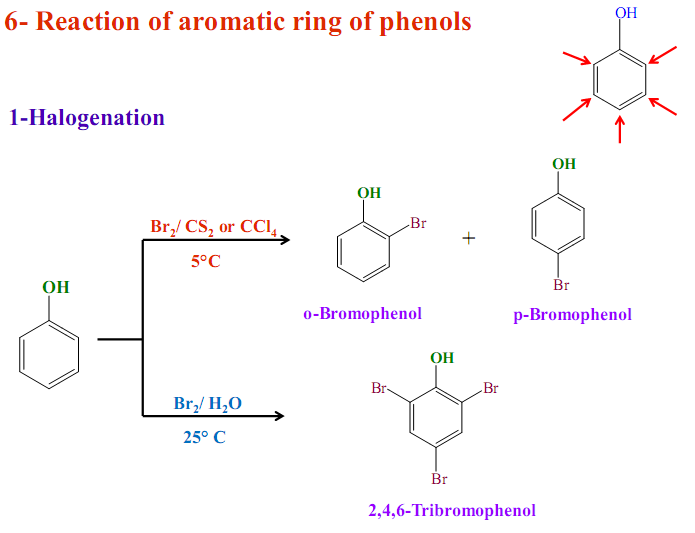 6- Reaction of aromatic ring of phenols
OH
1-Halogenation
OH
Br₂/ CS₂ or CCl₄
5°C
OH
Br
+
OH
Br
o-Bromophenol
p-Bromophenol
OH
Br₂/ H₂O
25° C
OH
Br
Br
Br
2,4,6-Tribromophenol